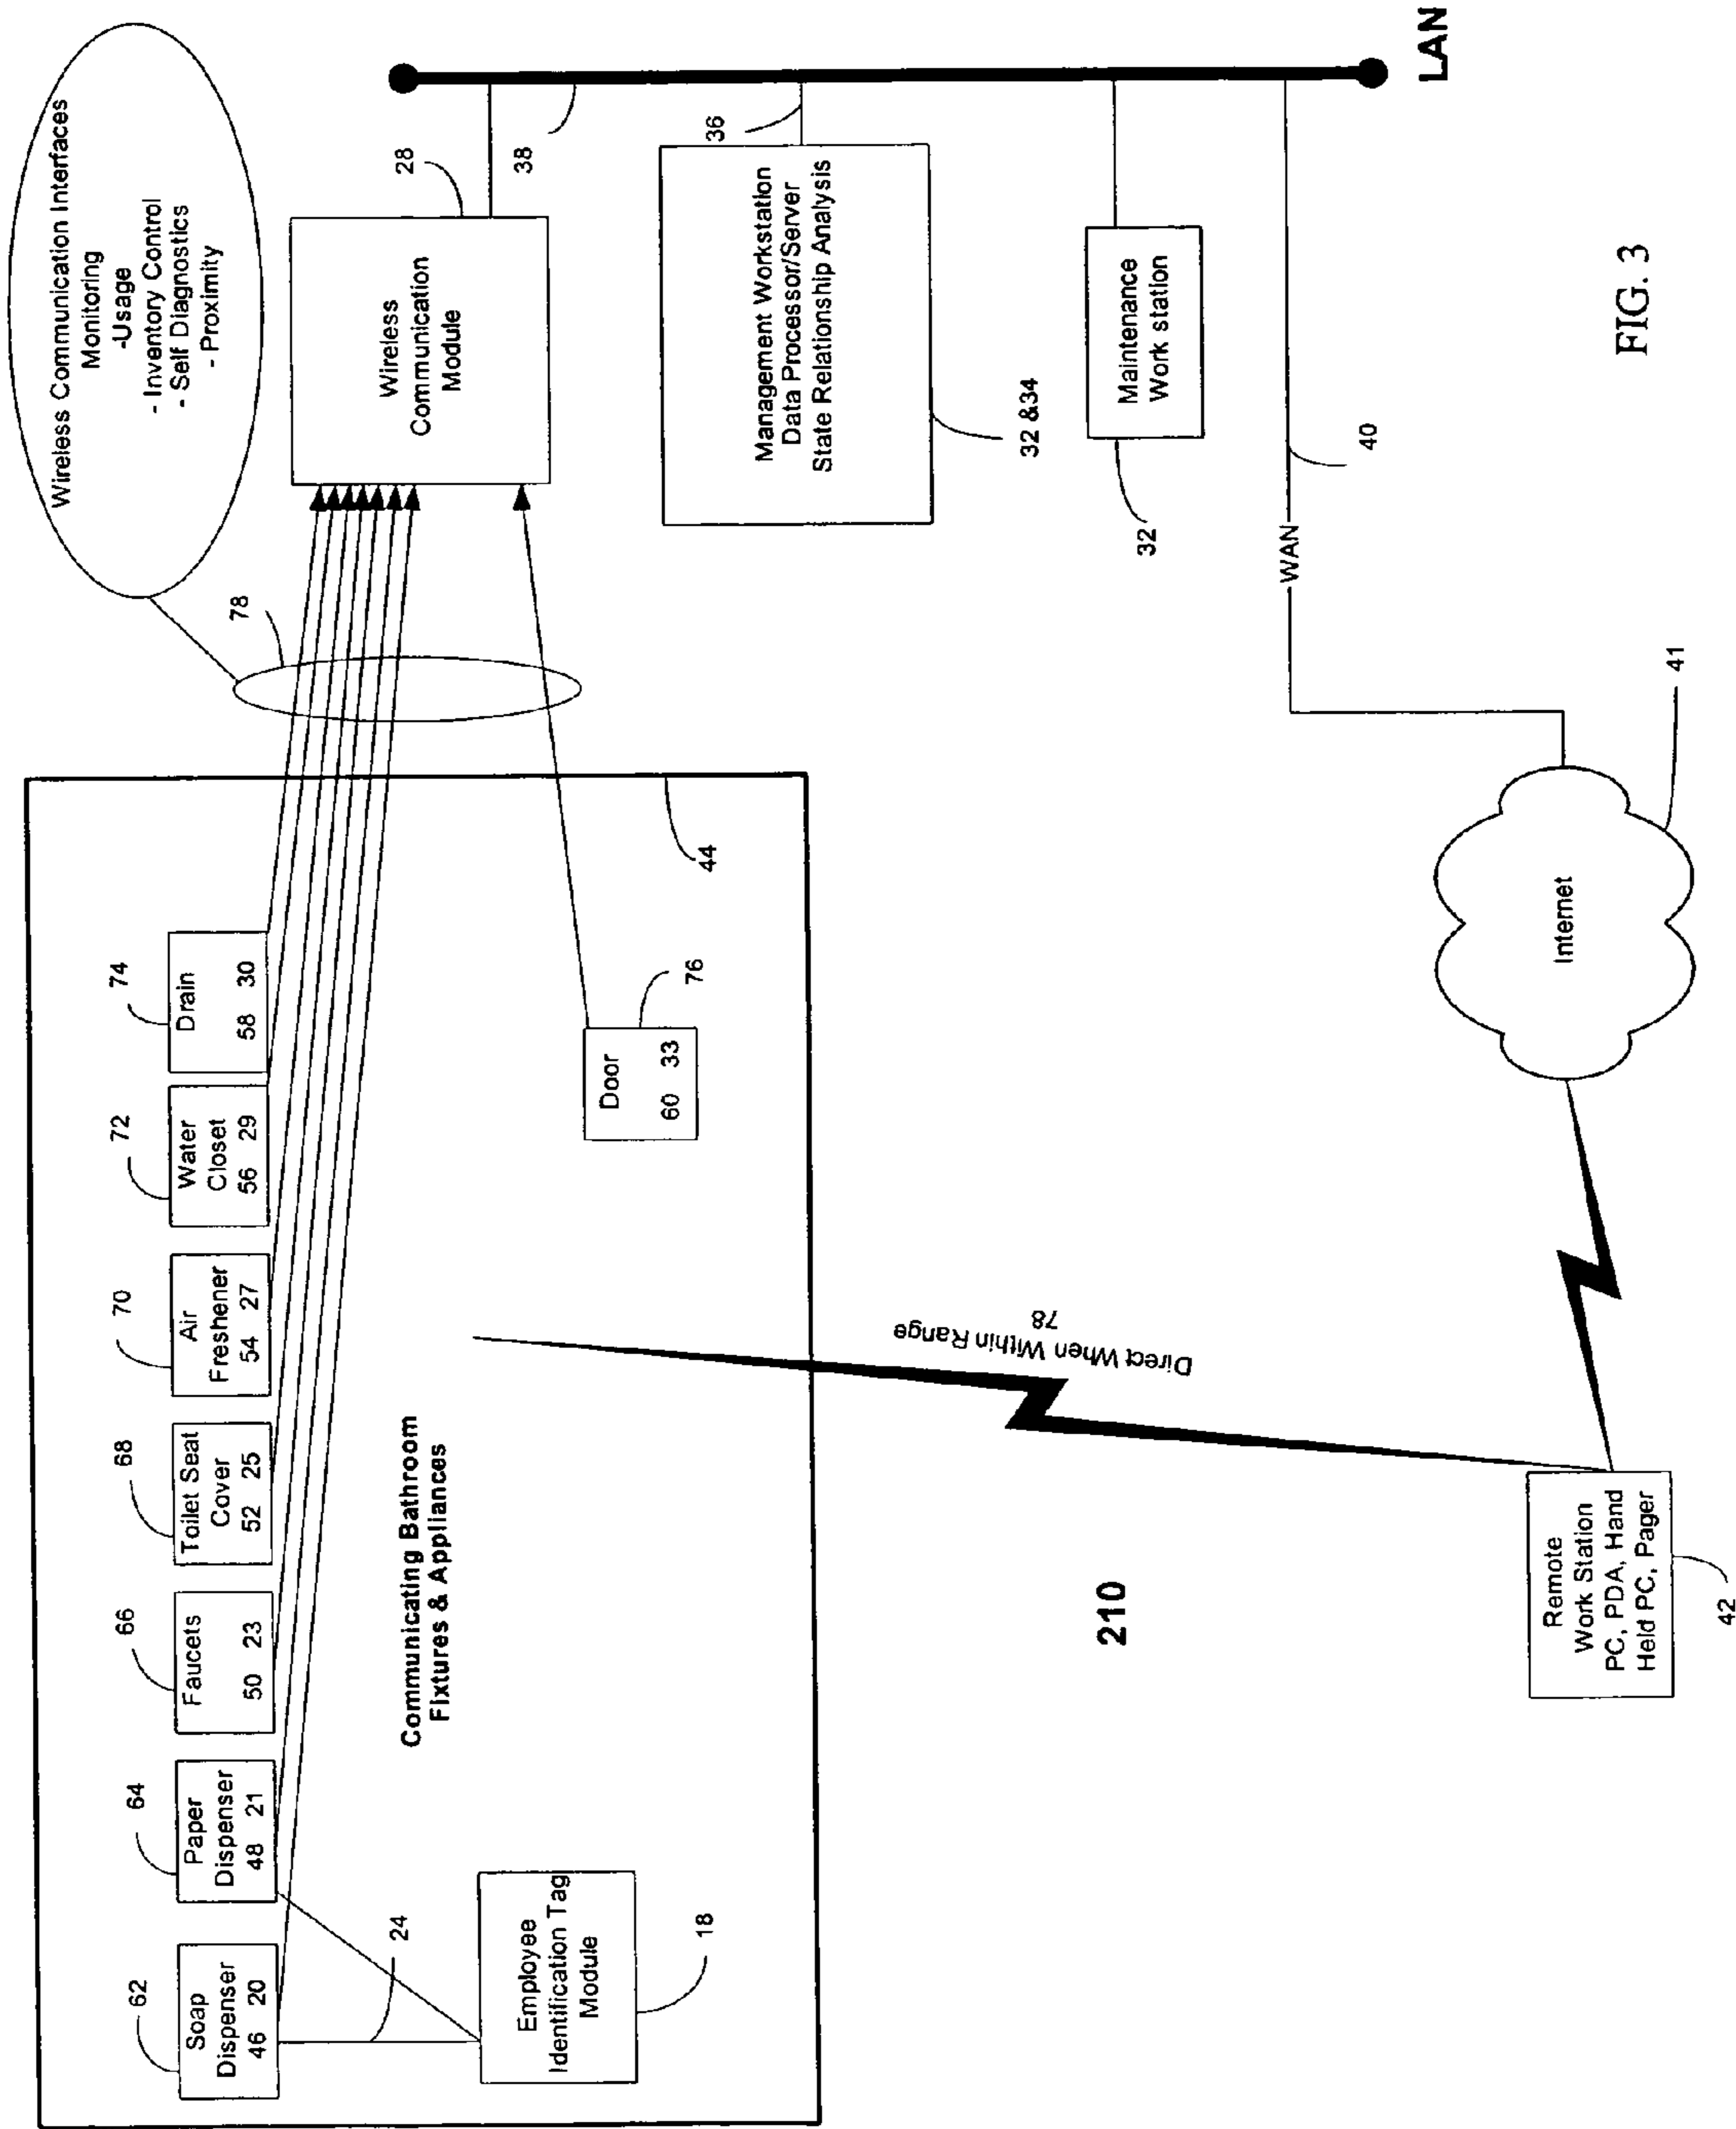 Wireless Communication Interfaces
Monitoring
-Usage
- Inventory Control
- Self Diagnostics
- Proximity
78
28
Wireless
Communication
Module
38
36
Management Workstation
Data Processor/Server
State Relationship Analysis
32 &34
Maintenance
Work station
32
40
WAN
LAN
62
Soap
Dispenser
46 20
64
Paper
Dispenser
48 21
66
Faucets
50 23
68
Toilet Seat
Cover
52 25
70
Air
Freshener
54 27
72
Water
Closet
56 29
74
Drain
58 30
24
Employee
Identification Tag
Module
18
Communicating Bathroom
Fixtures & Appliances
Door
60 33
76
44
Direct When Within Range
78
210
Remote
Work Station
PC, PDA, Hand
Held PC, Pager
42
Internet
41
FIG. 3